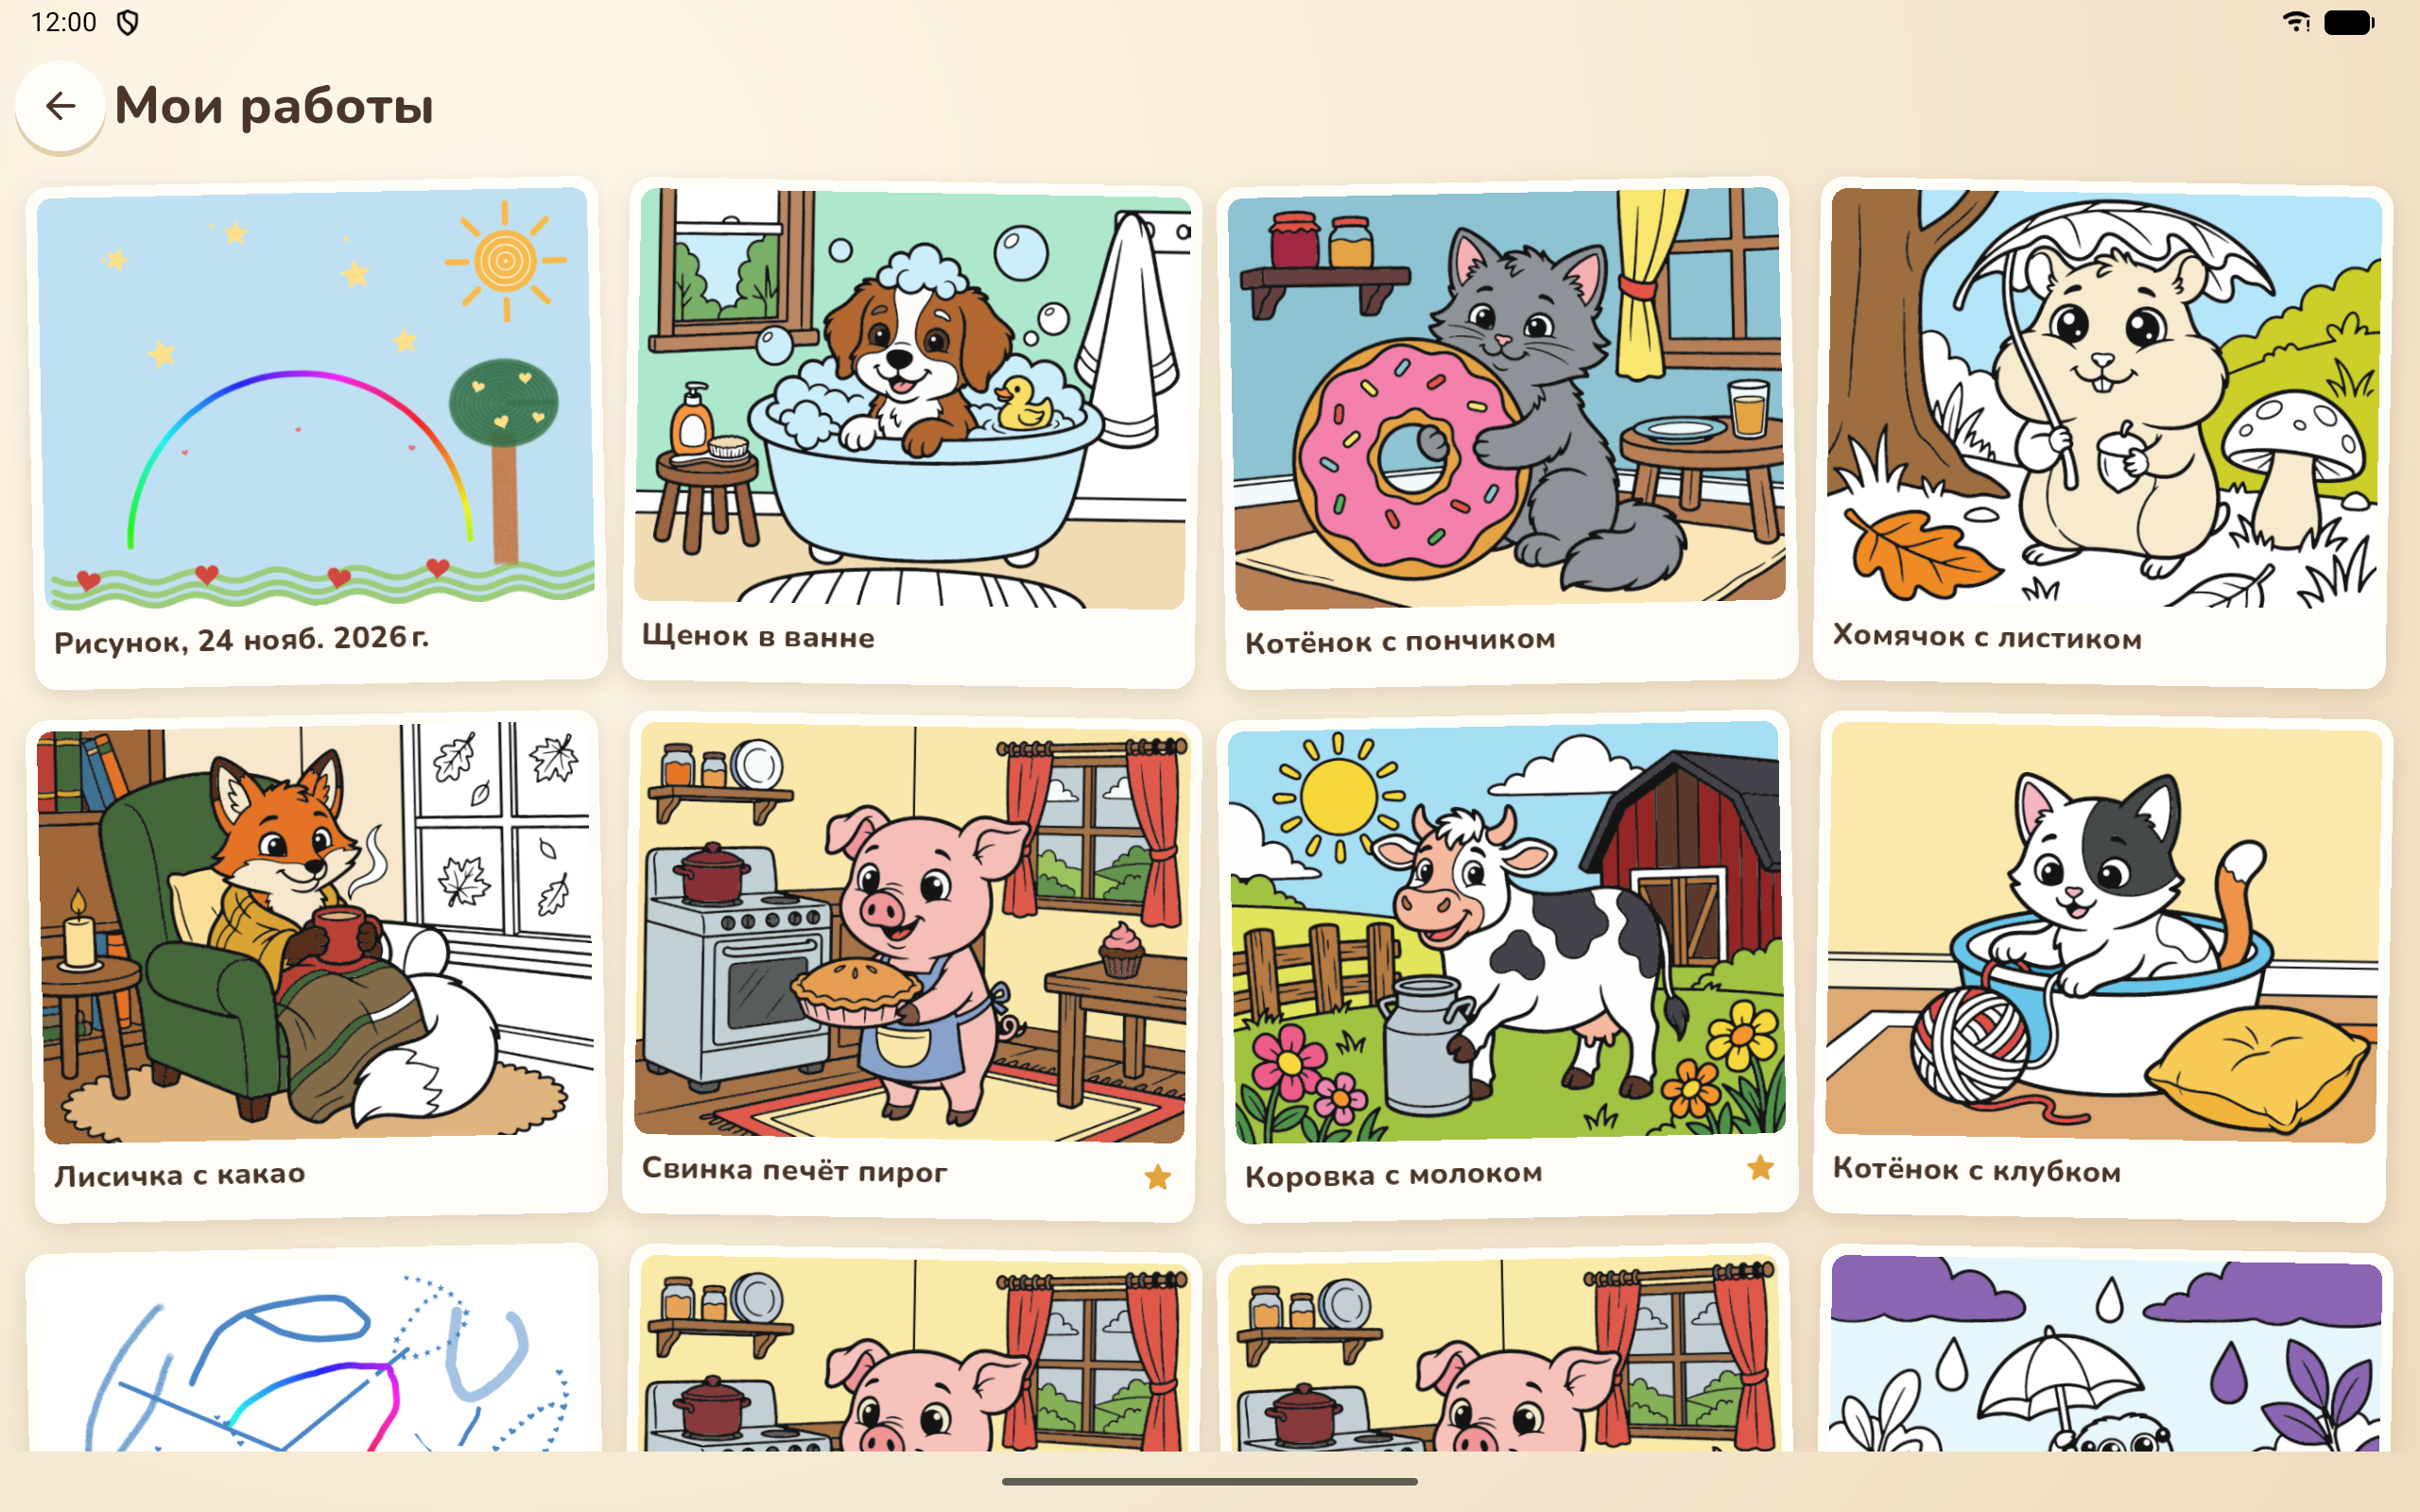 12:00
Мои работы
Рисунок, 24 нояб. 2026 г.
Щенок в ванне
Котёнок с пончиком
Хомячок с листиком
Лисичка с какао
Свинка печёт пирог
Коровка с молоком
Котёнок с клубком